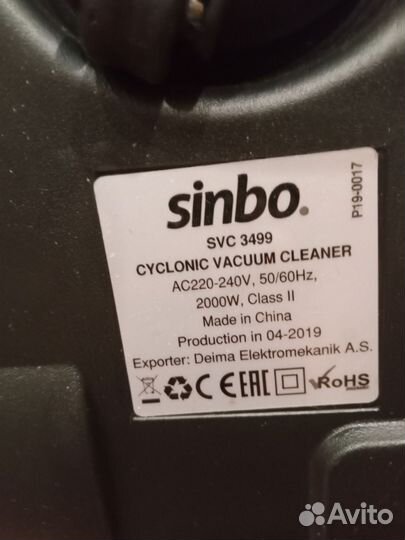 sinbo.
SVC 3499
CYCLONIC VACUUM CLEANER
AC220-240V, 50/60Hz,
2000W, Class II
Made in China
Production in 04-2019
Exporter: Deima Elektromekanik A.S.
CE EAC RoHS
P19-0017
Avito